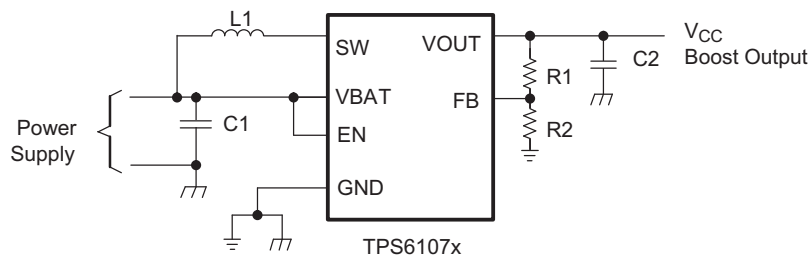 L1
SW
VOUT
V_CC
Boost Output
C2
R1
VBAT
FB
Power
Supply
C1
R2
EN
GND
TPS6107x